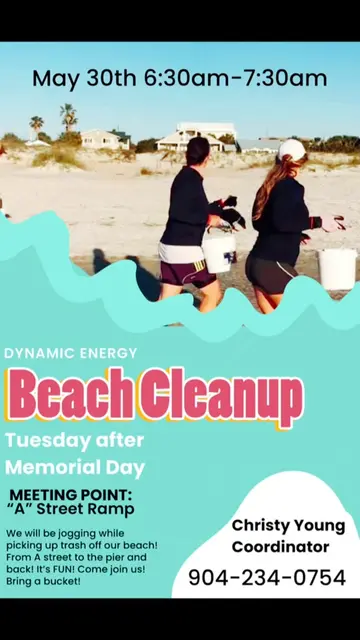 May 30th 6:30am-7:30am
DYNAMIC ENERGY
Beach Cleanup
Tuesday after
Memorial Day
MEETING POINT:
"A" Street Ramp
We will be jogging while
picking up trash off our beach!
From A street to the pier and
back! It's FUN! Come join us!
Bring a bucket!
Christy Young
Coordinator
904-234-0754